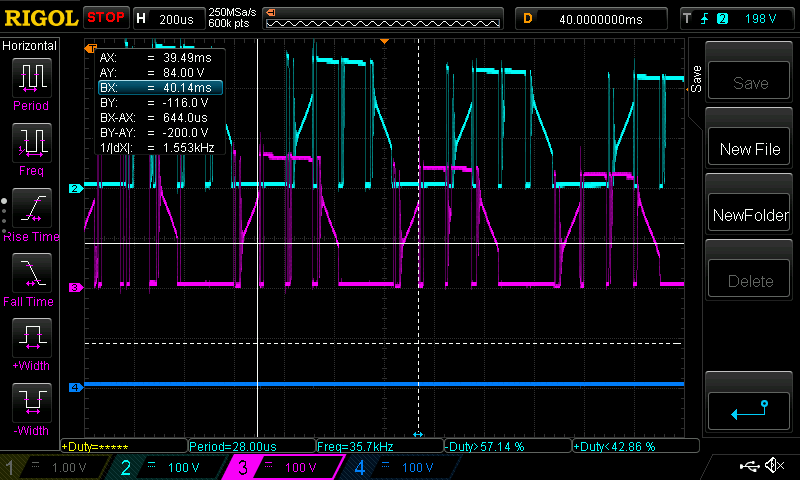 RIGOL STOP H 200us 250MSa/s D 40.0000000ms T 2 198 V
600k pts
Horizontal
Period
Freq
Rise Time
Fall Time
+Width
-Width
T
AX: = 39.49ms
AY: = 84.00 V
BX: = 40.14ms
BY: = -116.0 V
BX-AX: = 644.0us
BY-AY: = -200.0 V
1/|dX|: = 1.553kHz
2
3
4
Save
Save
New File
NewFolder
Delete
+Duty=***** Period=28.00us Freq=35.7kHz -Duty>57.14 % +Duty<42.86 %
1 = 1.00 V 2 = 100 V 3 = 100 V 4 = 100 V